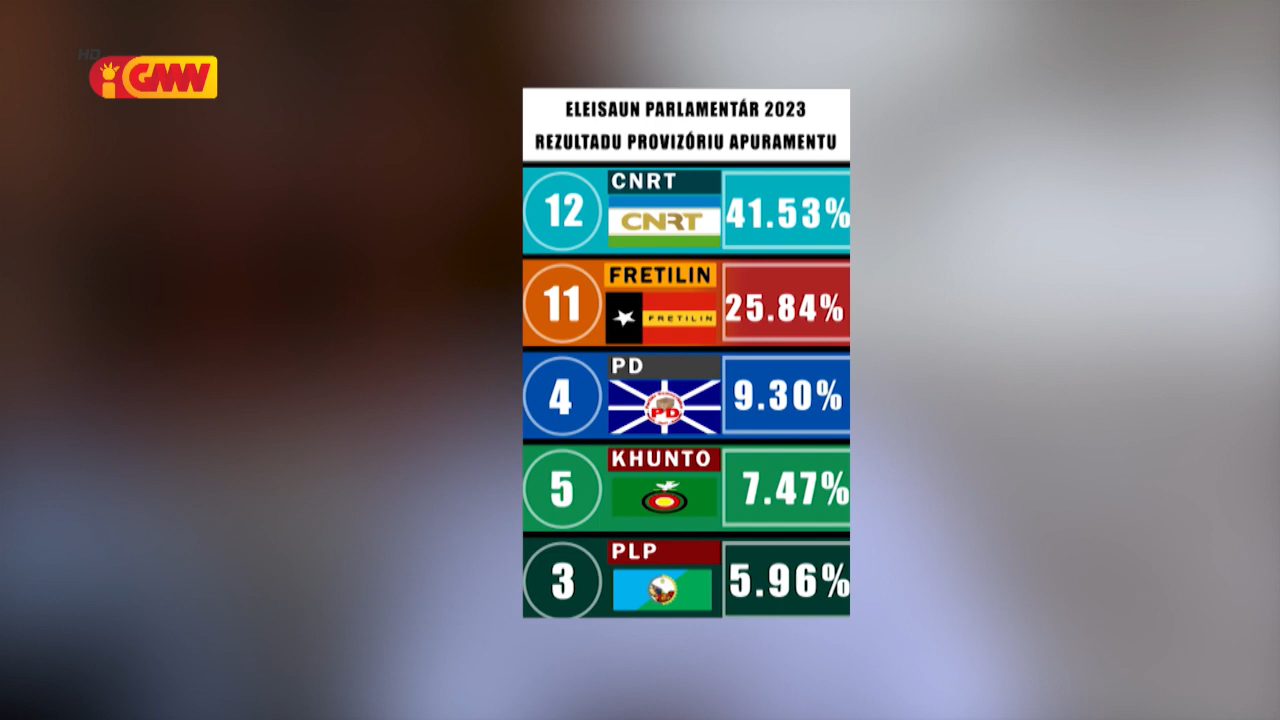 HD
GMN
ELEISAUN PARLAMENTÁR 2023
REZULTADU PROVIZÓRIU APURAMENTU
12
CNRT
CNRT
41.53%
11
FRETILIN
FRETILIN
25.84%
4
PD
PD
9.30%
5
KHUNTO
7.47%
3
PLP
5.96%